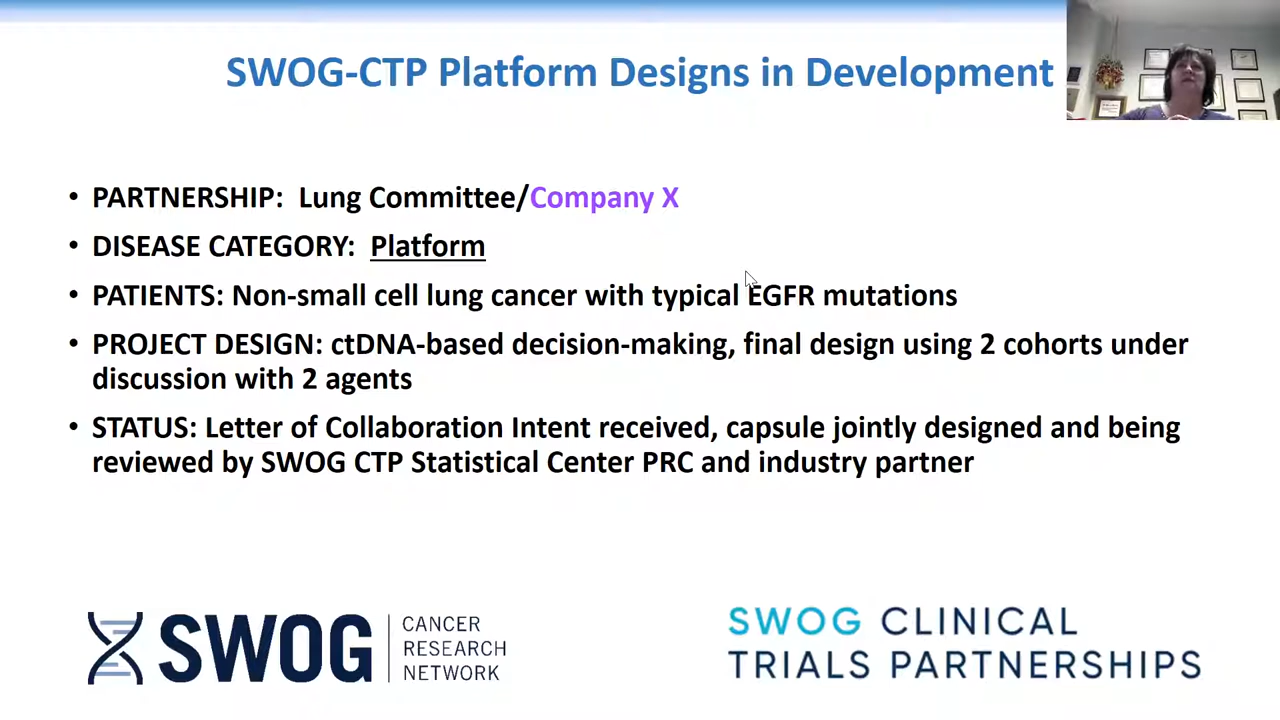 SWOG-CTP Platform Designs in Development
• PARTNERSHIP: Lung Committee/Company X
• DISEASE CATEGORY: Platform
• PATIENTS: Non-small cell lung cancer with typical EGFR mutations
• PROJECT DESIGN: ctDNA-based decision-making, final design using 2 cohorts under
discussion with 2 agents
• STATUS: Letter of Collaboration Intent received, capsule jointly designed and being
reviewed by SWOG CTP Statistical Center PRC and industry partner
SWOG
CANCER
RESEARCH
NETWORK
SWOG CLINICAL
TRIALS PARTNERSHIPS